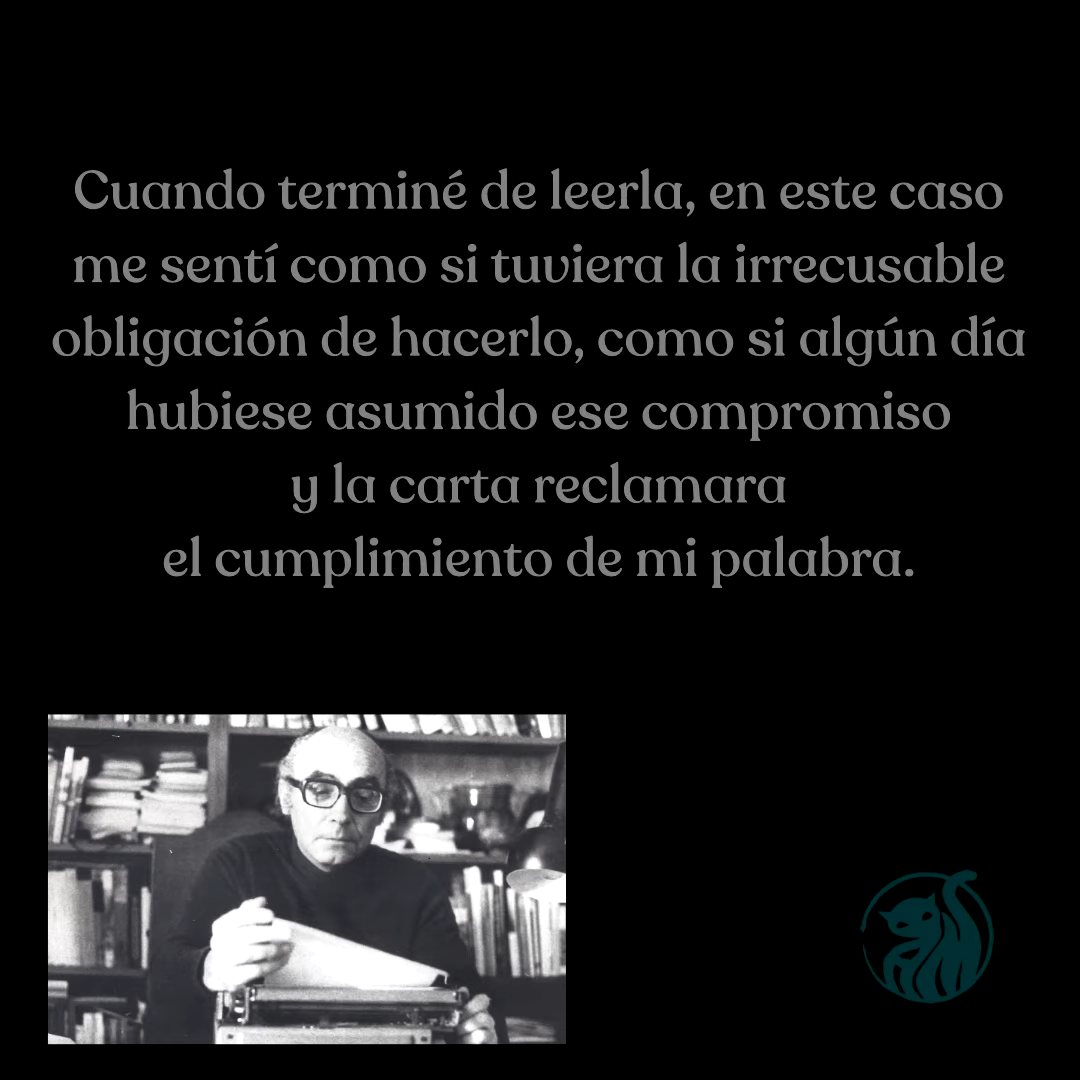 Cuando terminé de leerla, en este caso
me sentí como si tuviera la irrecusable
obligación de hacerlo, como si algún día
hubiese asumido ese compromiso
y la carta reclamara
el cumplimiento de mi palabra.